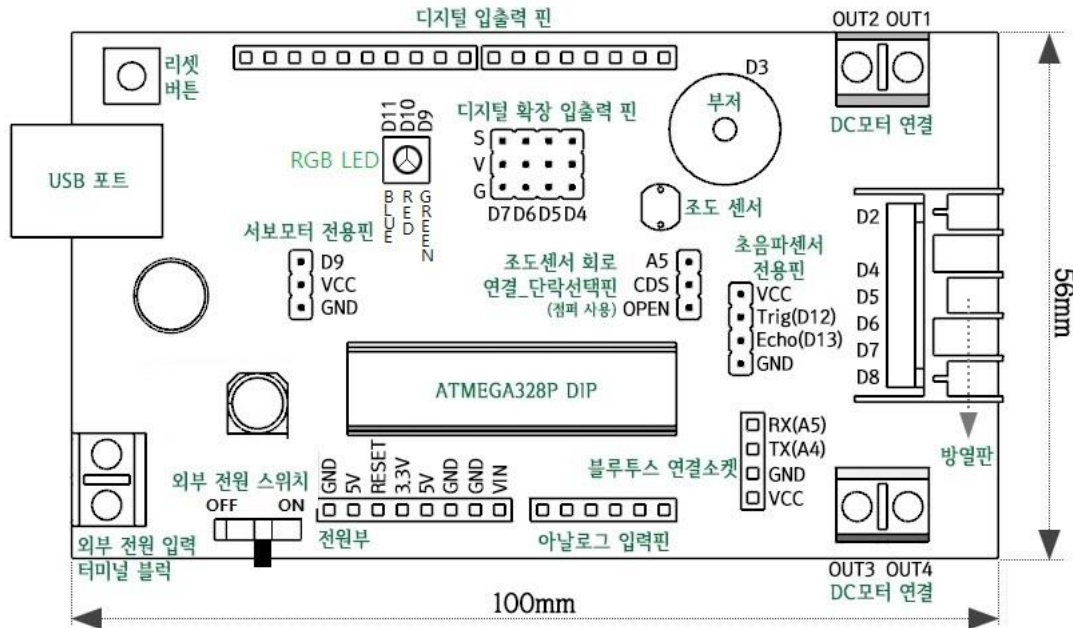 디지털 입출력 핀
OUT2 OUT1
리셋
버튼
D3
부저
DC모터 연결
디지털 확장 입출력 핀
D11
D10
D9
S
V
G
D7 D6 D5 D4
RGB LED
BLUE
RED
GREEN
USB 포트
조도 센서
서보모터 전용핀
D9
VCC
GND
조도센서 회로
연결_단락선택핀
(점퍼 사용)
A5
CDS
OPEN
초음파센서
전용핀
VCC
Trig(D12)
Echo(D13)
GND
D2
D4
D5
D6
D7
D8
56mm
ATMEGA328P DIP
방열판
RX(A5)
TX(A4)
GND
VCC
블루투스 연결소켓
외부 전원 스위치
OFF ON
GND
5V
RESET
3.3V
5V
GND
GND
VIN
전원부
아날로그 입력핀
외부 전원 입력
터미널 블럭
OUT3 OUT4
DC모터 연결
100mm